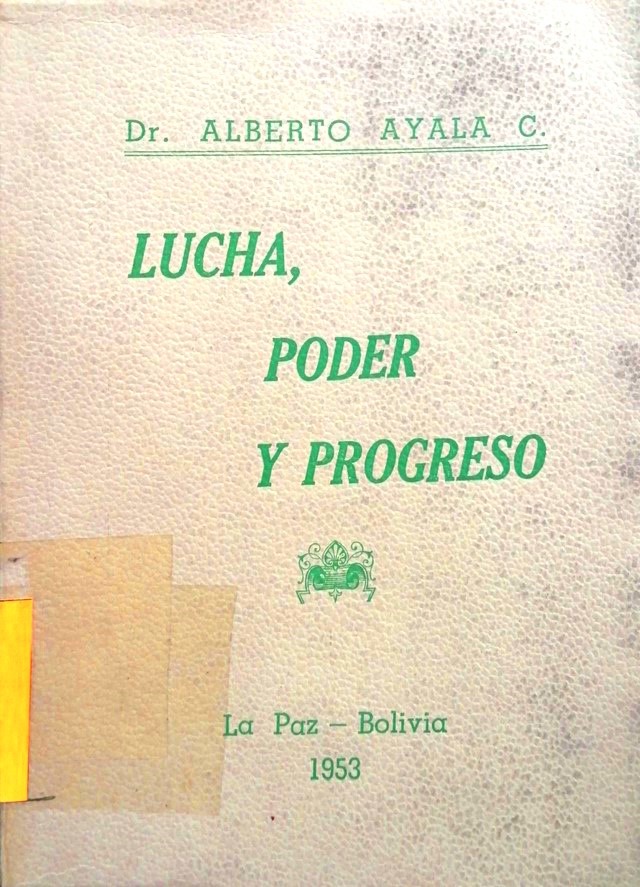 Dr. ALBERTO AYALA C.
LUCHA,
PODER
Y PROGRESO
La Paz – Bolivia
1953